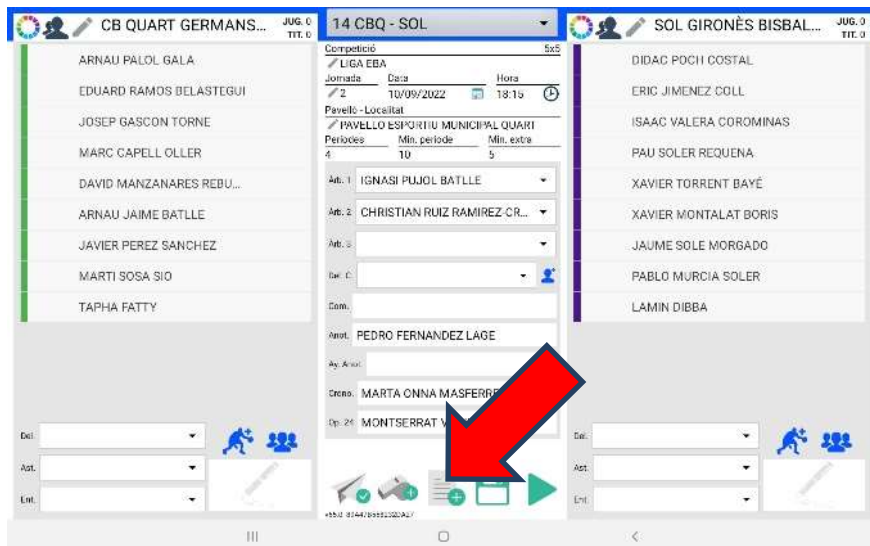 CB QUART GERMANS...
JUG. 0
TIT. 0
ARNAU PALOL GALA
EDUARD RAMOS BELASTEGUI
JOSEP GASCON TORNE
MARC CAPELL OLLER
DAVID MANZANARES REBU...
ARNAU JAIME BATLLE
JAVIER PEREZ SANCHEZ
MARTI SOSA SIO
TAPHA FATTY
Del.
Ast.
Ent.
14 CBQ - SOL
Competició 5x5
LIGA EBA
Jornada Data Hora
2 10/09/2022 18:15
Pavelló - Localitat
PAVELLO ESPORTIU MUNICIPAL QUART
Períodes Min. període Min. extra
4 10 5
Arb. 1 IGNASI PUJOL BATLLE
Arb. 2 CHRISTIAN RUIZ RAMIREZ-CR...
Arb. 3
Del. C.
Com.
Anot. PEDRO FERNANDEZ LAGE
Ay. Anot.
Crono. MARTA ONNA MASFERRE
Op. 24 MONTSERRAT
SOL GIRONÈS BISBAL...
JUG. 0
TIT. 0
DIDAC POCH COSTAL
ERIC JIMENEZ COLL
ISAAC VALERA COROMINAS
PAU SOLER REQUENA
XAVIER TORRENT BAYÉ
XAVIER MONTALAT BORIS
JAUME SOLE MORGADO
PABLO MURCIA SOLER
LAMIN DIBBA
Del.
Ast.
Ent.